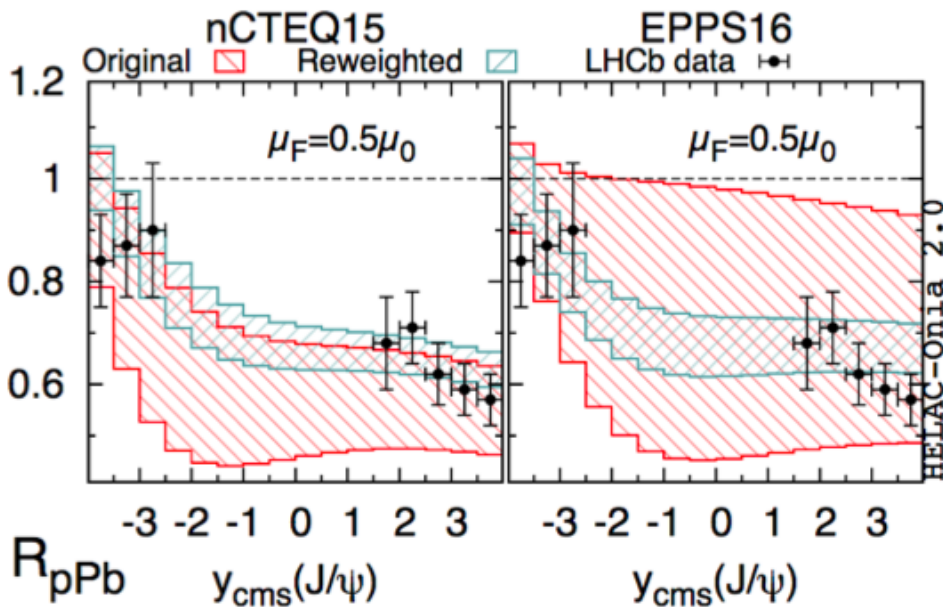 nCTEQ15 EPPS16
Original Reweighted LHCb data
1.2
1
0.8
0.6
μF=0.5μ0 μF=0.5μ0
HELAC-Onia 2.0
-3 -2 -1 0 1 2 3 -3 -2 -1 0 1 2 3
RpPb ycms(J/ψ) ycms(J/ψ)